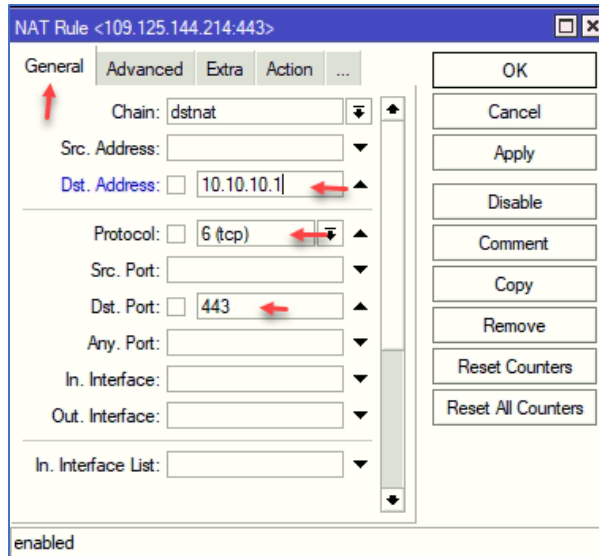 NAT Rule <109.125.144.214:443>
General Advanced Extra Action ...
Chain: dstnat
Src. Address:
Dst. Address: 10.10.10.1
Protocol: 6 (tcp)
Src. Port:
Dst. Port: 443
Any. Port:
In. Interface:
Out. Interface:
In. Interface List:
OK
Cancel
Apply
Disable
Comment
Copy
Remove
Reset Counters
Reset All Counters
enabled